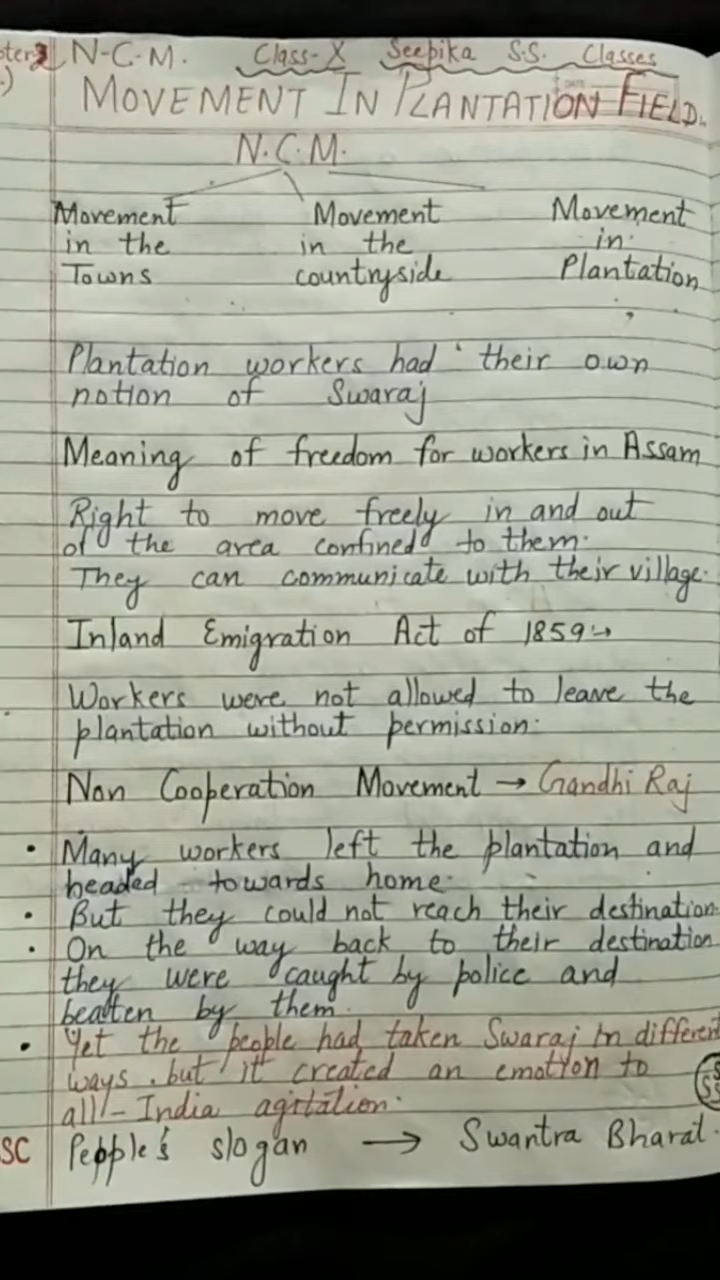 N-C-M. Class-X Seepika S.S. Classes
MOVEMENT IN PLANTATION FIELD.
N.C.M.
Movement in the Towns
Movement in the countryside
Movement in Plantation
Plantation workers had their own
notion of Swaraj
Meaning of freedom for workers in Assam
Right to move freely in and out
of the area confined to them.
They can communicate with their village.
Inland Emigration Act of 1859→
Workers were not allowed to leave the
plantation without permission.
Non Cooperation Movement → Gandhi Raj
• Many workers left the plantation and
headed towards home.
• But they could not reach their destination.
• On the way back to their destination
they were caught by police and
beatten by them.
• Yet the people had taken Swaraj in different
ways. but it created an emotion to
all-India agitation.
SC People's slogan → Swantra Bharat.